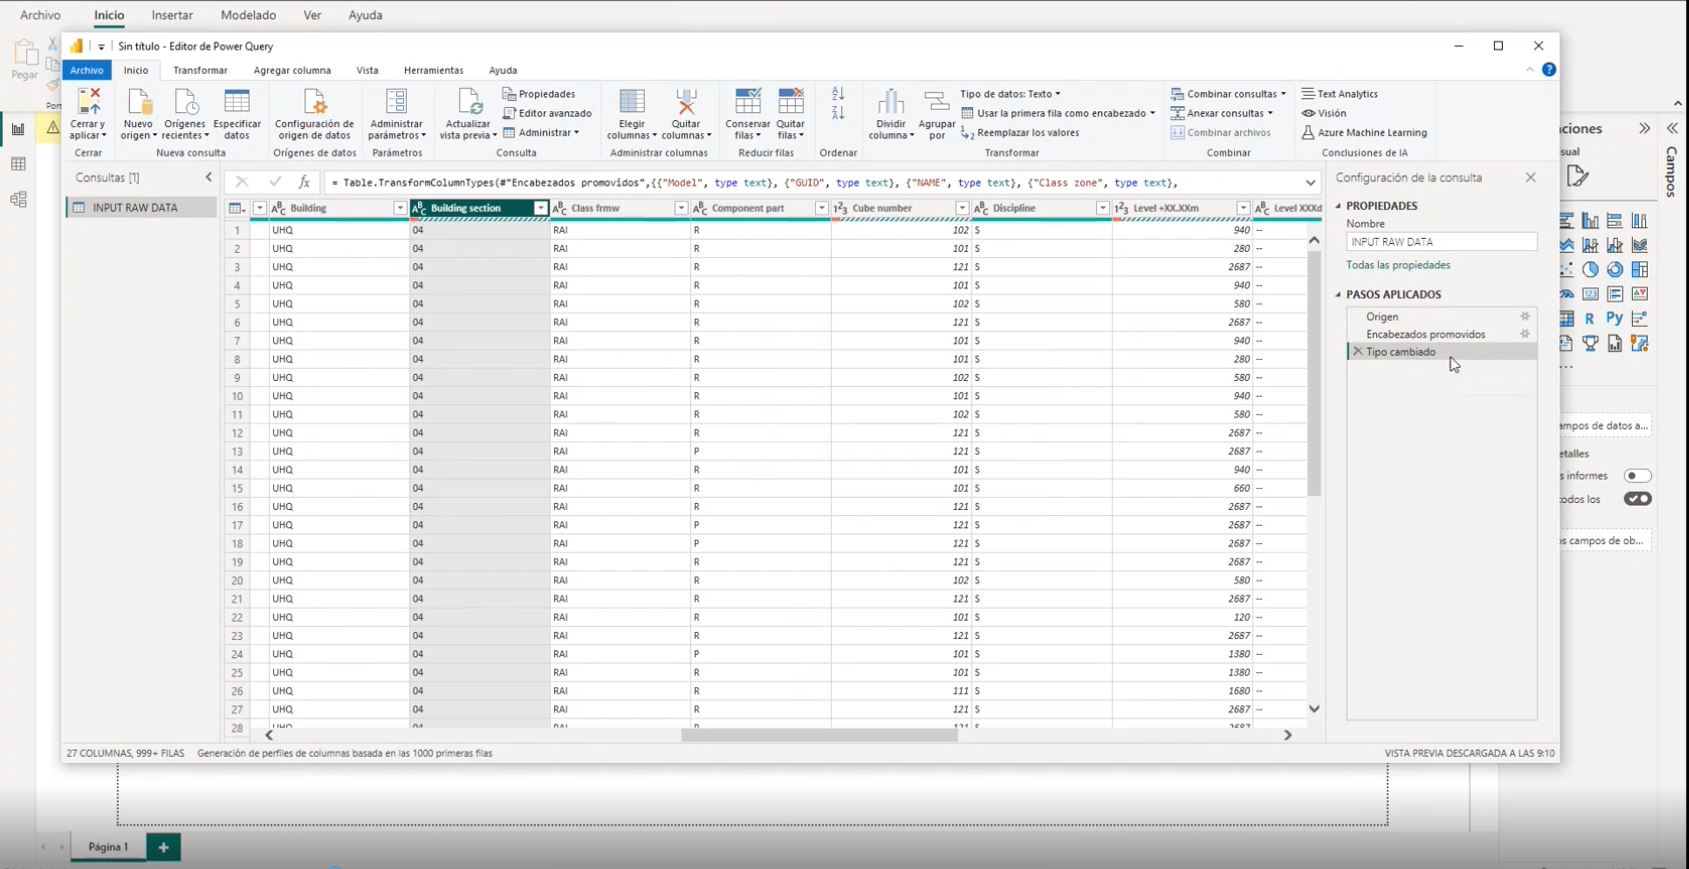 Archivo Inicio Insertar Modelado Ver Ayuda
Pegar
Sin título - Editor de Power Query
Archivo Inicio Transformar Agregar columna Vista Herramientas Ayuda
Cerrar y aplicar
Cerrar
Nuevo origen
Orígenes recientes
Especificar datos
Nueva consulta
Configuración de origen de datos
Orígenes de datos
Administrar parámetros
Parámetros
Actualizar vista previa
Propiedades
Editor avanzado
Administrar
Consulta
Elegir columnas
Quitar columnas
Administrar columnas
Conservar filas
Quitar filas
Reducir filas
Ordenar
Dividir columna
Agrupar por
Tipo de datos: Texto
Usar la primera fila como encabezado
Reemplazar los valores
Transformar
Combinar consultas
Anexar consultas
Combinar archivos
Combinar
Text Analytics
Visión
Azure Machine Learning
Conclusiones de IA
Consultas [1]
INPUT RAW DATA
= Table.TransformColumnTypes(#"Encabezados promovidos",{{"Model", type text}, {"GUID", type text}, {"NAME", type text}, {"Class zone", type text},
Building Building section Class frmw Component part Cube number Discipline Level +XX.XXm Level XXXd
1 UHQ 04 RAI R 102 S 940 --
2 UHQ 04 RAI R 101 S 280 --
3 UHQ 04 RAI R 121 S 2687 --
4 UHQ 04 RAI R 101 S 940 --
5 UHQ 04 RAI R 102 S 580 --
6 UHQ 04 RAI R 121 S 2687 --
7 UHQ 04 RAI R 101 S 940 --
8 UHQ 04 RAI R 101 S 280 --
9 UHQ 04 RAI R 102 S 580 --
10 UHQ 04 RAI R 101 S 940 --
11 UHQ 04 RAI R 102 S 580 --
12 UHQ 04 RAI R 121 S 2687 --
13 UHQ 04 RAI P 121 S 2687 --
14 UHQ 04 RAI R 101 S 940 --
15 UHQ 04 RAI R 101 S 660 --
16 UHQ 04 RAI R 121 S 2687 --
17 UHQ 04 RAI P 121 S 2687 --
18 UHQ 04 RAI P 121 S 2687 --
19 UHQ 04 RAI R 121 S 2687 --
20 UHQ 04 RAI R 102 S 580 --
21 UHQ 04 RAI R 121 S 2687 --
22 UHQ 04 RAI R 101 S 120 --
23 UHQ 04 RAI R 121 S 2687 --
24 UHQ 04 RAI P 101 S 1380 --
25 UHQ 04 RAI R 101 S 1380 --
26 UHQ 04 RAI R 111 S 1680 --
27 UHQ 04 RAI R 121 S 2687 --
28 UHQ 04 RAI R 121 S 2687 --
Configuración de la consulta
PROPIEDADES
Nombre
INPUT RAW DATA
Todas las propiedades
PASOS APLICADOS
Origen
Encabezados promovidos
Tipo cambiado
27 COLUMNAS, 999+ FILAS Generación de perfiles de columnas basada en las 1000 primeras filas VISTA PREVIA DESCARGADA A LAS 9:10
Campos
R Py
Página 1